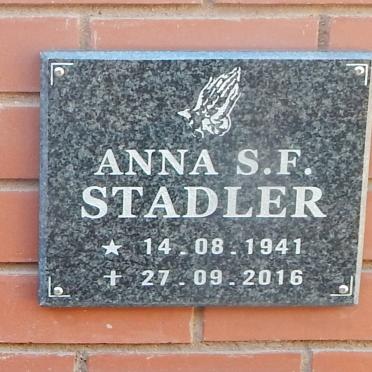 ANNA S.F.
STADLER
★ 14.08.1941
✝ 27.09.2016